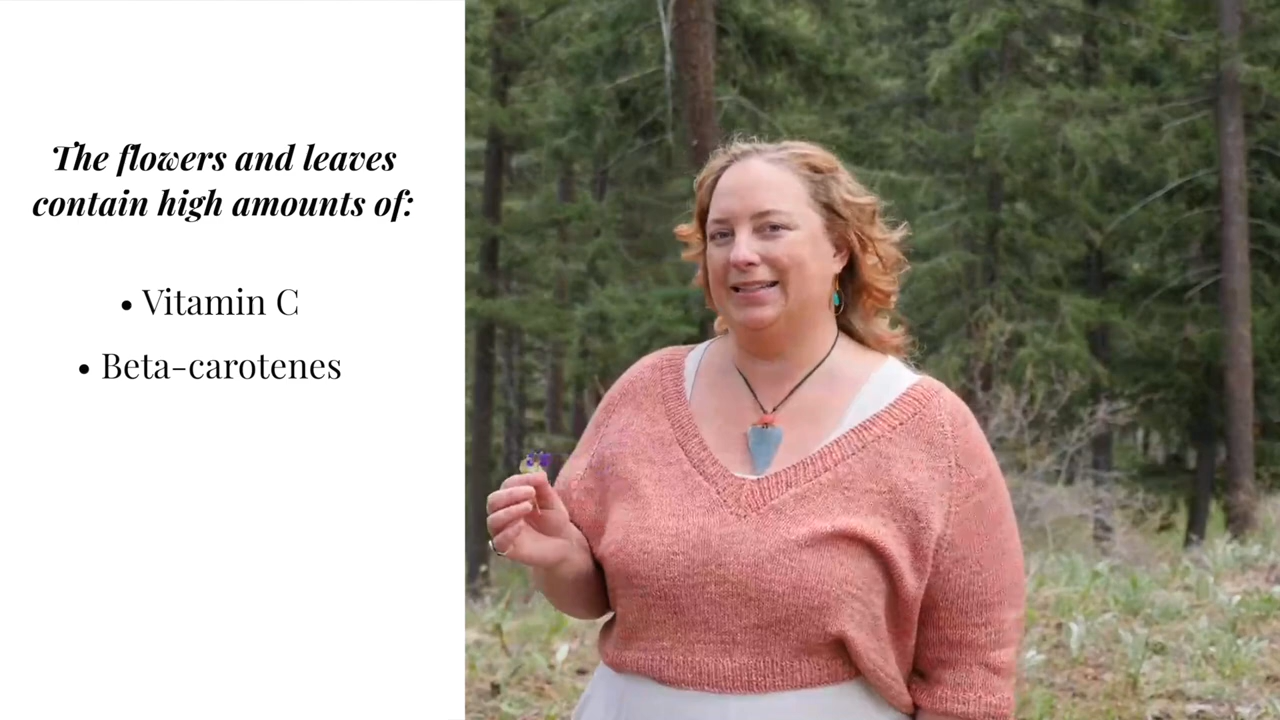 The flowers and leaves
contain high amounts of:
• Vitamin C
• Beta-carotenes